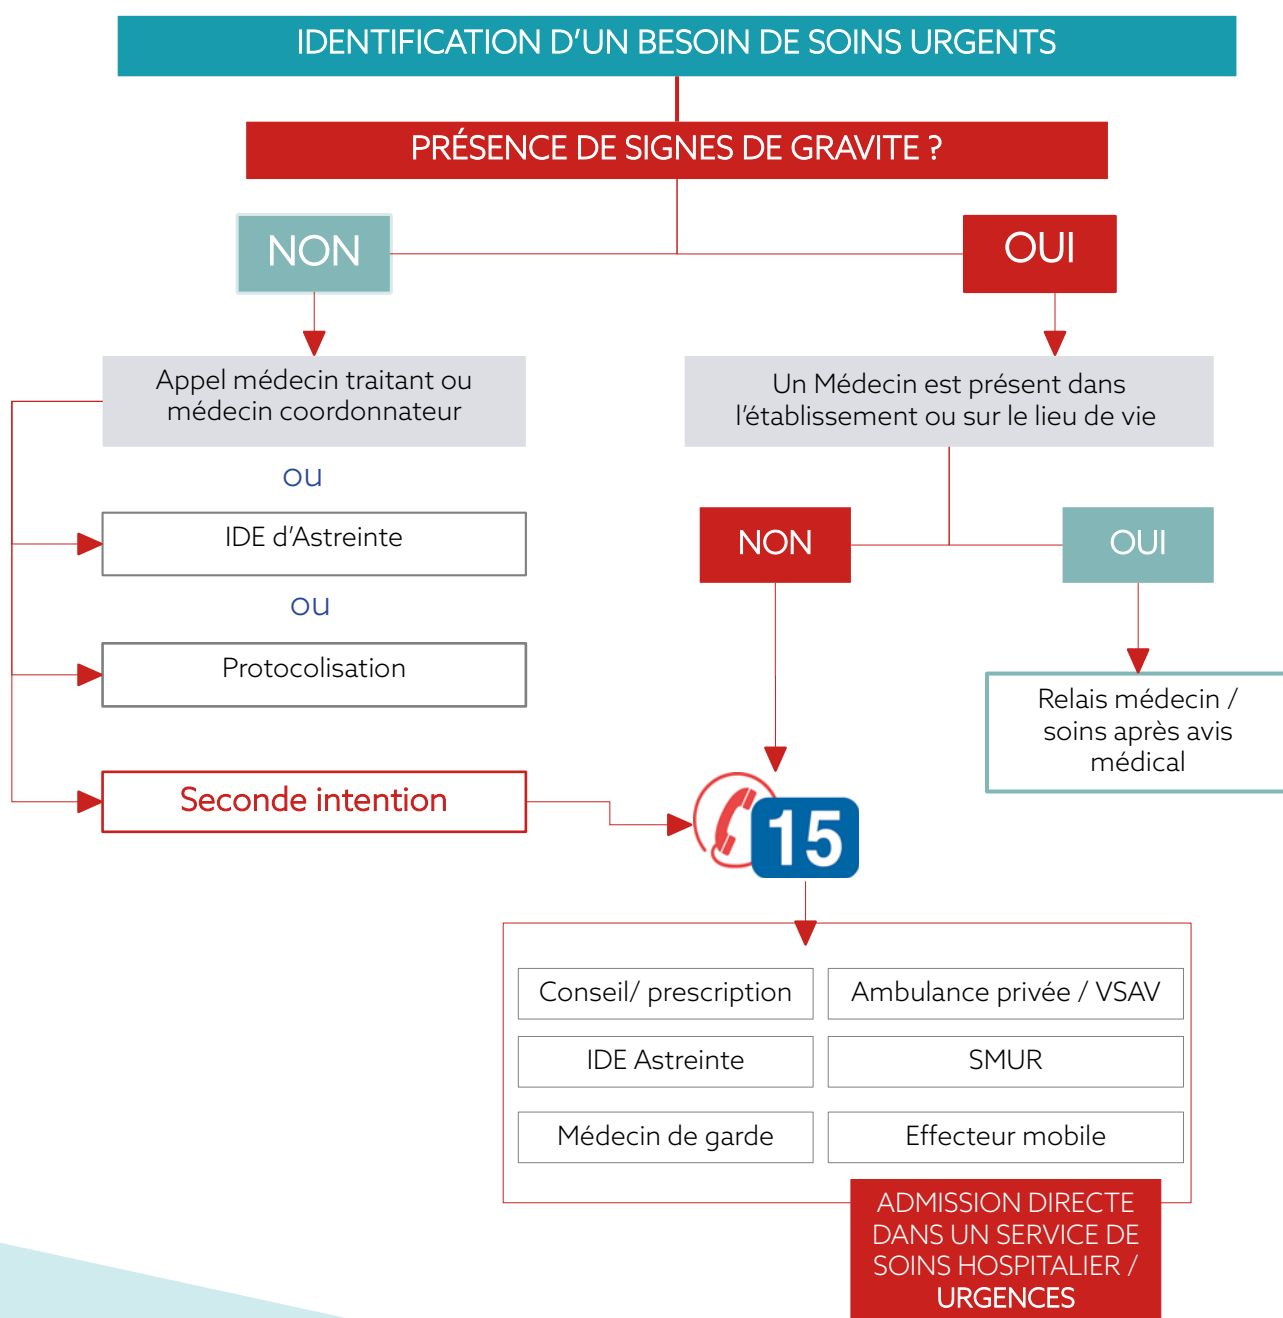 IDENTIFICATION D'UN BESOIN DE SOINS URGENTS
PRÉSENCE DE SIGNES DE GRAVITE ?
NON
OUI
Appel médecin traitant ou
médecin coordonnateur
ou
IDE d'Astreinte
ou
Protocolisation
Seconde intention
Un Médecin est présent dans
l'établissement ou sur le lieu de vie
NON
OUI
Relais médecin /
soins après avis
médical
15
Conseil/ prescription
Ambulance privée / VSAV
IDE Astreinte
SMUR
Médecin de garde
Effecteur mobile
ADMISSION DIRECTE
DANS UN SERVICE DE
SOINS HOSPITALIER /
URGENCES